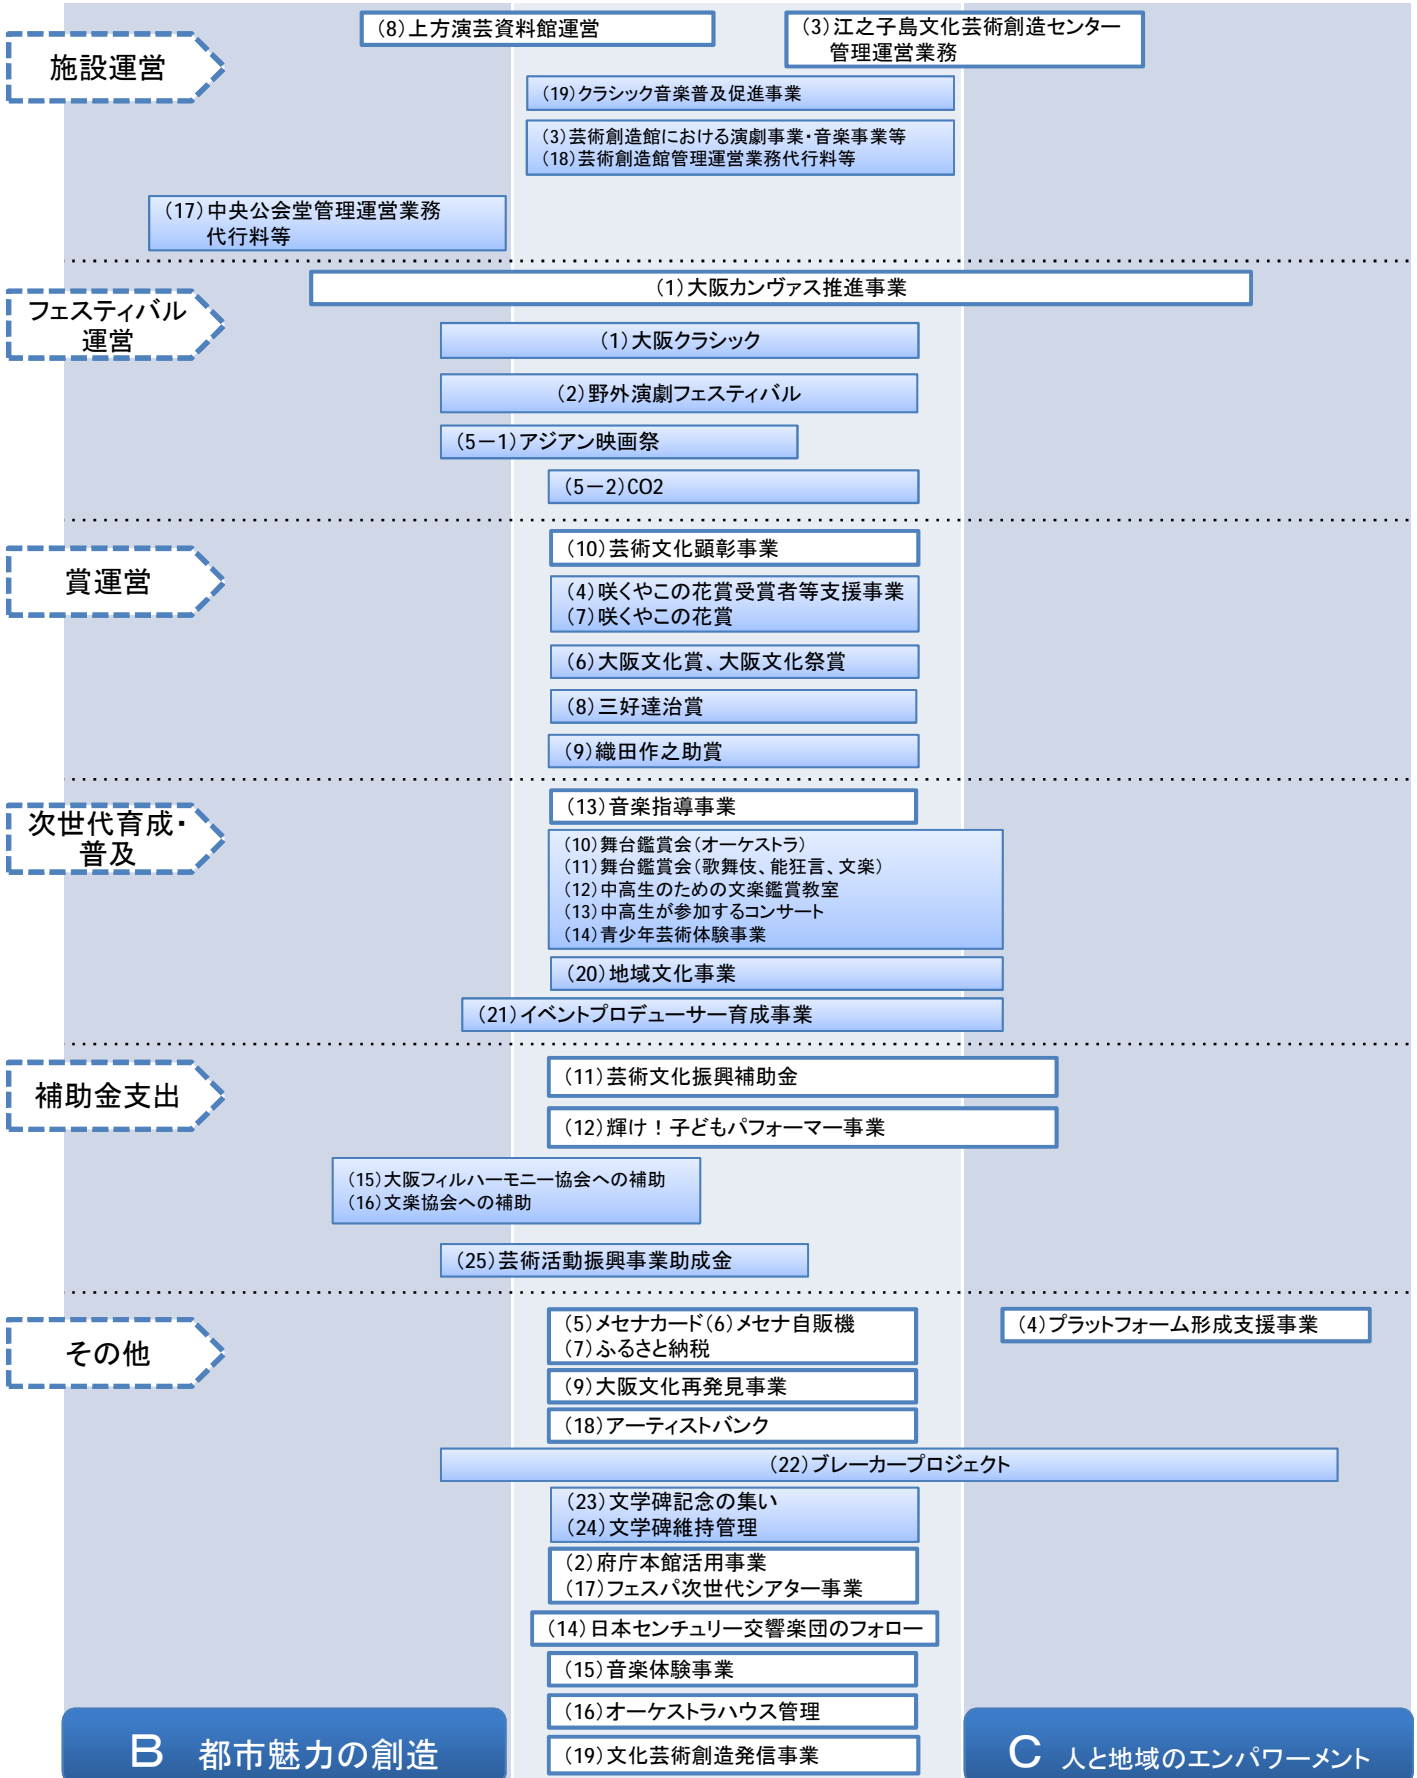 施設運営
(8)上方演芸資料館運営
(3)江之子島文化芸術創造センター
管理運営業務
(19)クラシック音楽普及促進事業
(3)芸術創造館における演劇事業・音楽事業等
(18)芸術創造館管理運営業務代行料等
(17)中央公会堂管理運営業務
代行料等
フェスティバル
運営
(1)大阪カンヴァス推進事業
(1)大阪クラシック
(2)野外演劇フェスティバル
(5－1)アジアン映画祭
(5－2)CO2
賞運営
(10)芸術文化顕彰事業
(4)咲くやこの花賞受賞者等支援事業
(7)咲くやこの花賞
(6)大阪文化賞、大阪文化祭賞
(8)三好達治賞
(9)織田作之助賞
次世代育成・
普及
(13)音楽指導事業
(10)舞台鑑賞会(オーケストラ)
(11)舞台鑑賞会(歌舞伎、能狂言、文楽)
(12)中高生のための文楽鑑賞教室
(13)中高生が参加するコンサート
(14)青少年芸術体験事業
(20)地域文化事業
(21)イベントプロデューサー育成事業
補助金支出
(11)芸術文化振興補助金
(12)輝け！子どもパフォーマー事業
(15)大阪フィルハーモニー協会への補助
(16)文楽協会への補助
(25)芸術活動振興事業助成金
その他
(5)メセナカード(6)メセナ自販機
(7)ふるさと納税
(4)プラットフォーム形成支援事業
(9)大阪文化再発見事業
(18)アーティストバンク
(22)ブレーカープロジェクト
(23)文学碑記念の集い
(24)文学碑維持管理
(2)府庁本館活用事業
(17)フェスパ次世代シアター事業
(14)日本センチュリー交響楽団のフォロー
(15)音楽体験事業
(16)オーケストラハウス管理
(19)文化芸術創造発信事業
B 都市魅力の創造
C 人と地域のエンパワーメント